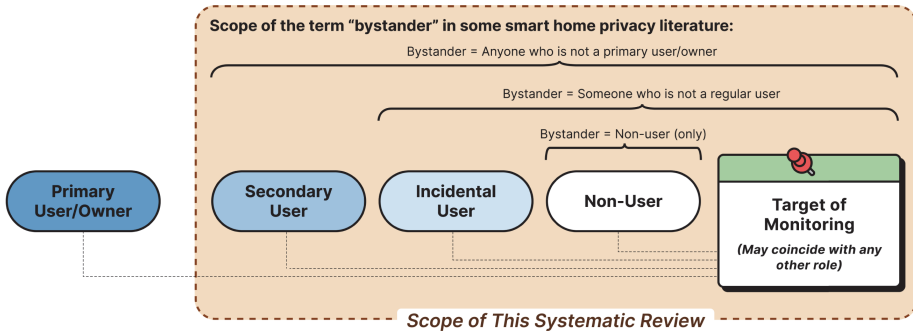 Scope of the term “bystander” in some smart home privacy literature:
Bystander = Anyone who is not a primary user/owner
Bystander = Someone who is not a regular user
Bystander = Non-user (only)
Primary
User/Owner
Secondary
User
Incidental
User
Non-User
Target of
Monitoring
(May coincide with any
other role)
Scope of This Systematic Review